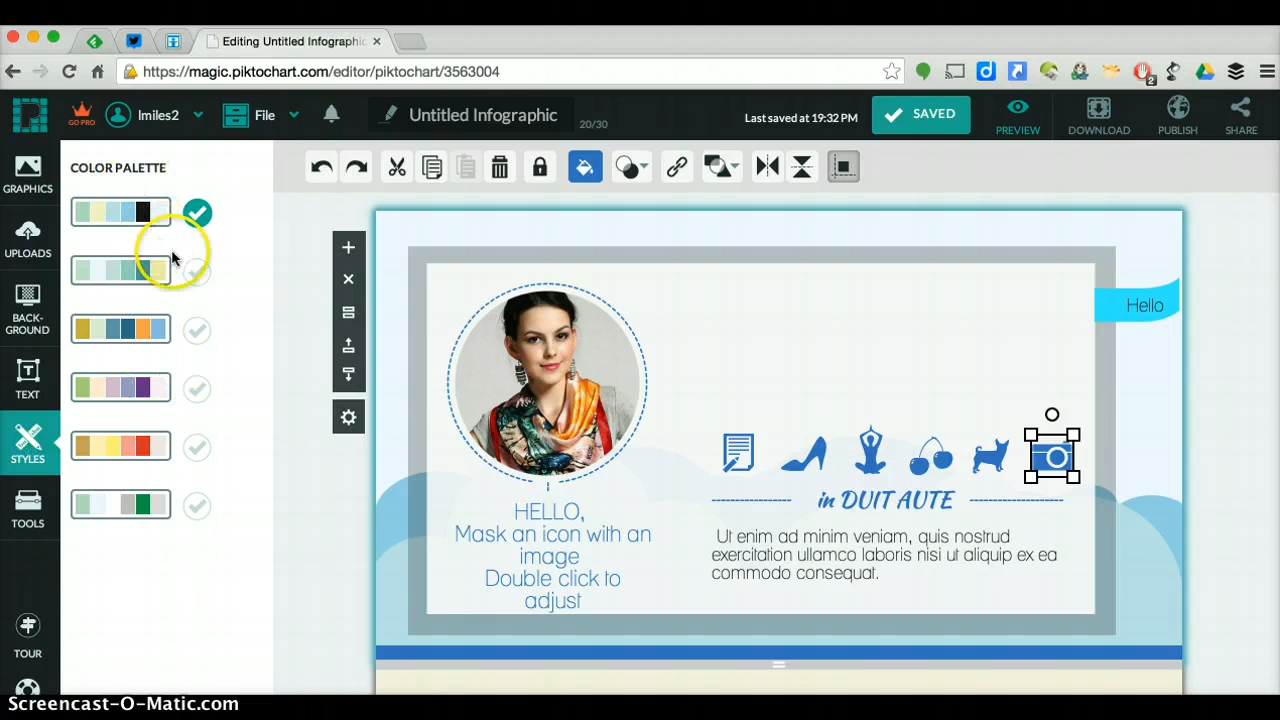 Editing Untitled Infographic
https://magic.piktochart.com/editor/piktochart/3563004
2
GO PRO
lmiles2
File
Untitled Infographic
20/30
Last saved at 19:32 PM
SAVED
PREVIEW
DOWNLOAD
PUBLISH
SHARE
GRAPHICS
UPLOADS
BACK-
GROUND
TEXT
STYLES
TOOLS
TOUR
COLOR PALETTE
Hello
HELLO,
Mask an icon with an
image
Double click to
adjust
in DUIT AUTE
Ut enim ad minim veniam, quis nostrud
exercitation ullamco laboris nisi ut aliquip ex ea
commodo consequat.
Screencast-O-Matic.com